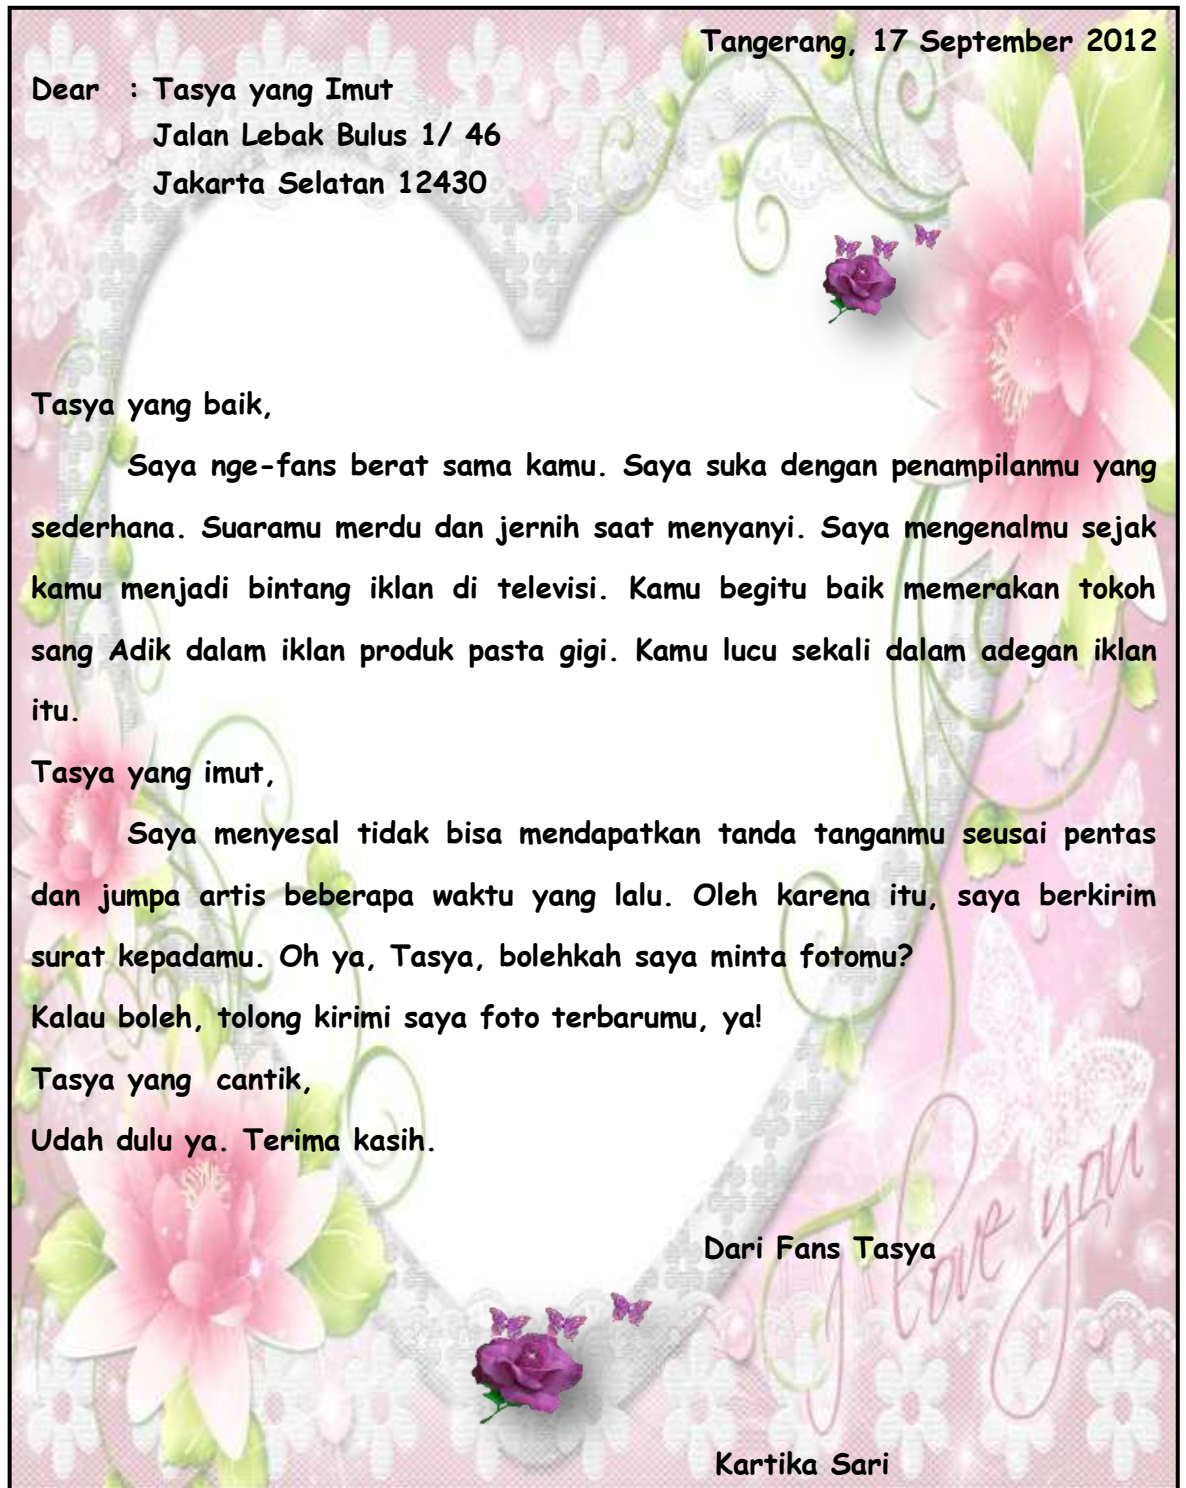 Tangerang, 17 September 2012
Dear : Tasya yang Imut
Jalan Lebak Bulus 1/ 46
Jakarta Selatan 12430
Tasya yang baik,
Saya nge-fans berat sama kamu. Saya suka dengan penampilanmu yang
sederhana. Suaramu merdu dan jernih saat menyanyi. Saya mengenalmu sejak
kamu menjadi bintang iklan di televisi. Kamu begitu baik memerakan tokoh
sang Adik dalam iklan produk pasta gigi. Kamu lucu sekali dalam adegan iklan
itu.
Tasya yang imut,
Saya menyesal tidak bisa mendapatkan tanda tanganmu seusai pentas
dan jumpa artis beberapa waktu yang lalu. Oleh karena itu, saya berkirim
surat kepadamu. Oh ya, Tasya, bolehkah saya minta fotomu?
Kalau boleh, tolong kirimi saya foto terbarumu, ya!
Tasya yang cantik,
Udah dulu ya. Terima kasih.
I love you
Dari Fans Tasya
Kartika Sari